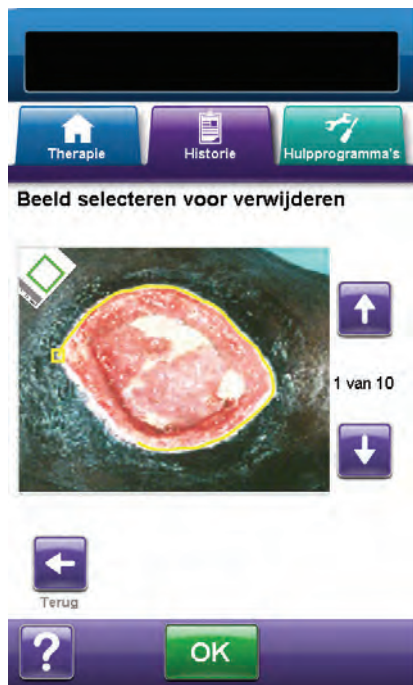 Therapie
Historie
Hulpprogramma's
Beeld selecteren voor verwijderen
1 van 10
Terug
?
OK